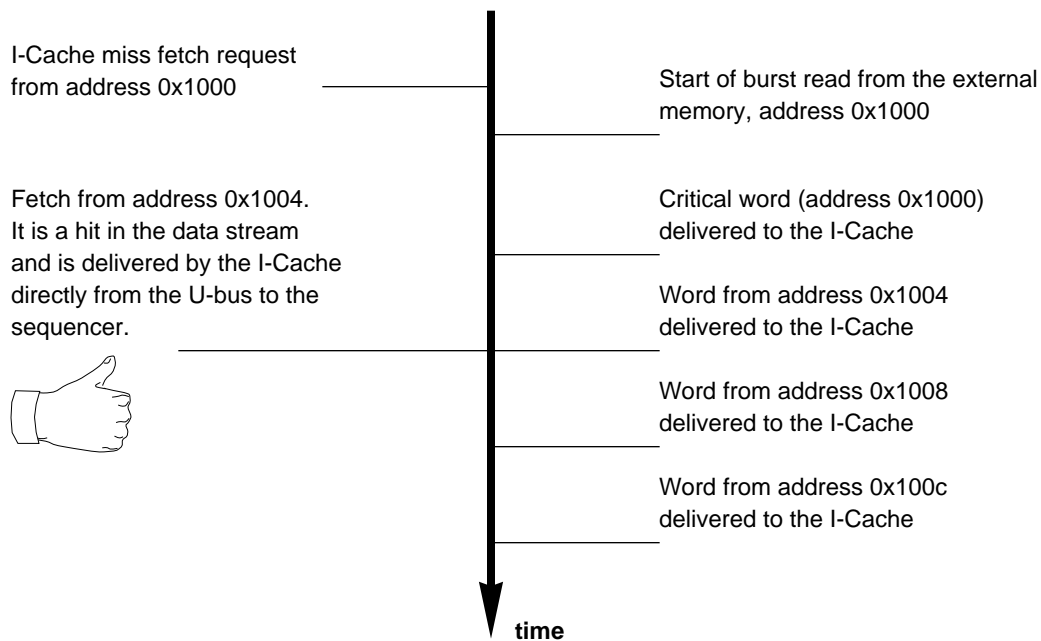 I-Cache miss fetch request
from address 0x1000
Start of burst read from the external
memory, address 0x1000
Fetch from address 0x1004.
It is a hit in the data stream
and is delivered by the I-Cache
directly from the U-bus to the
sequencer.
Critical word (address 0x1000)
delivered to the I-Cache
Word from address 0x1004
delivered to the I-Cache
Word from address 0x1008
delivered to the I-Cache
Word from address 0x100c
delivered to the I-Cache
time